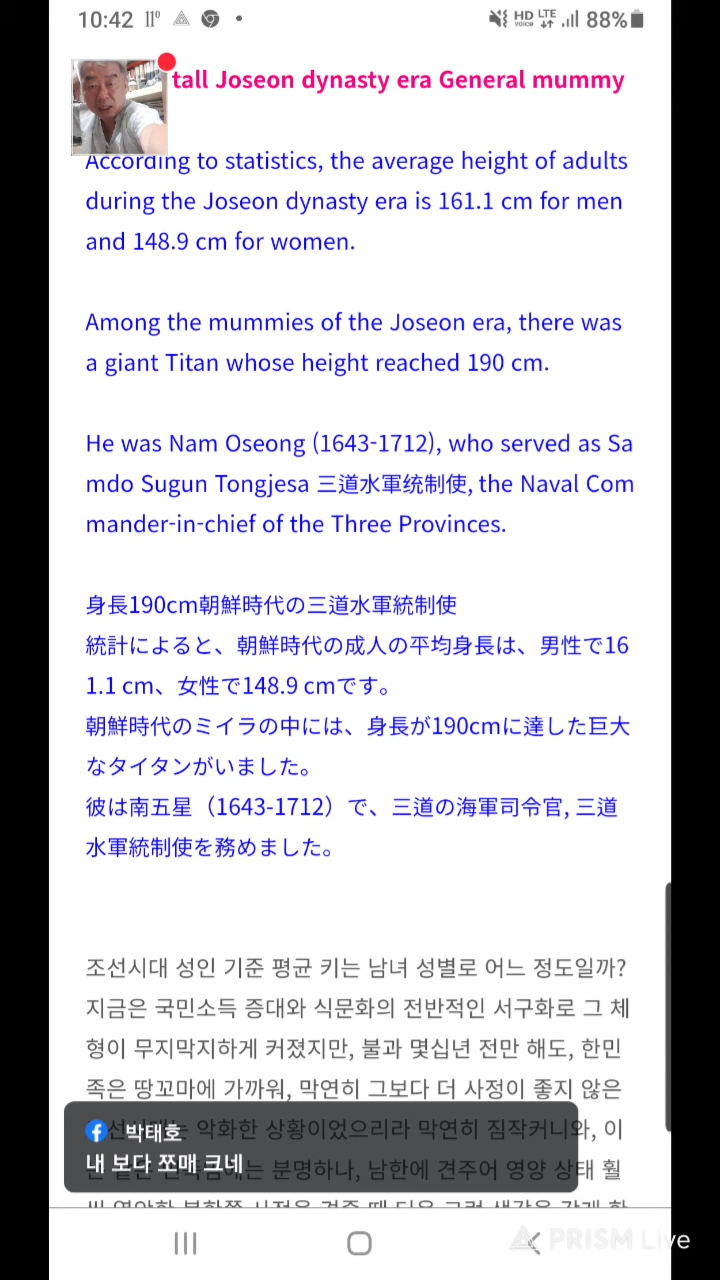 10:42 11°
HD voice LTE 88%
tall Joseon dynasty era General mummy
According to statistics, the average height of adults
during the Joseon dynasty era is 161.1 cm for men
and 148.9 cm for women.
Among the mummies of the Joseon era, there was
a giant Titan whose height reached 190 cm.
He was Nam Oseong (1643-1712), who served as Sa
mdo Sugun Tongjesa 三道水軍统制使, the Naval Com
mander-in-chief of the Three Provinces.
身長190cm朝鮮時代の三道水軍統制使
統計によると、朝鮮時代の成人の平均身長は、男性で16
1.1 cm、女性で148.9 cmです。
朝鮮時代のミイラの中には、身長が190cmに達した巨大
なタイタンがいました。
彼は南五星（1643-1712）で、三道の海軍司令官, 三道
水軍統制使を務めました。
조선시대 성인 기준 평균 키는 남녀 성별로 어느 정도일까?
지금은 국민소득 증대와 식문화의 전반적인 서구화로 그 체
형이 무지막지하게 커졌지만, 불과 몇십년 전만 해도, 한민
족은 땅꼬마에 가까워, 막연히 그보다 더 사정이 좋지 않은
악화한 상황이었으리라 막연히 짐작커니와, 이
분명하나, 남한에 견주어 영양 상태 훨
박태호
내 보다 쪼매 크네
PRISM Live